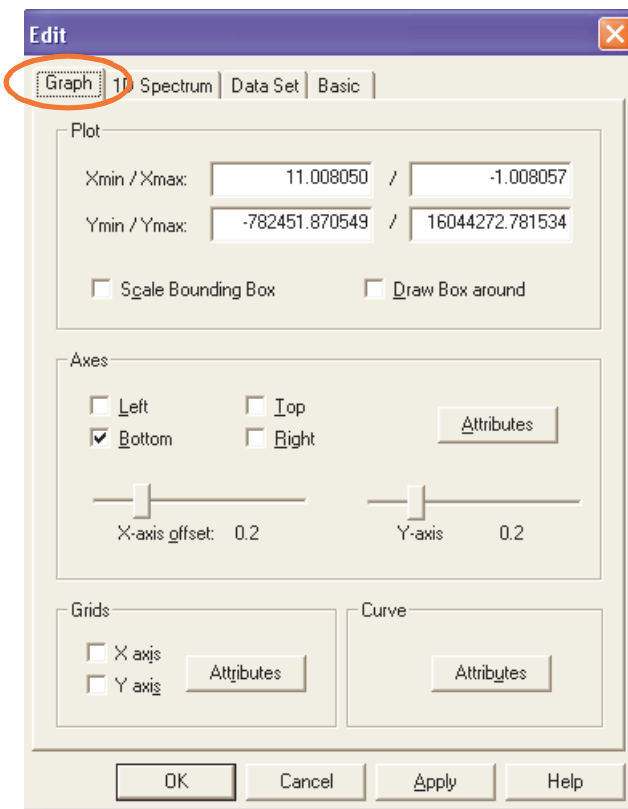 Edit
Graph 1D Spectrum Data Set Basic
Plot
Xmin / Xmax: 11.008050 / -1.008057
Ymin / Ymax: -782451.870549 / 16044272.781534
Scale Bounding Box Draw Box around
Axes
Left Top
Attributes
Bottom Right
X-axis offset: 0.2 Y-axis 0.2
Grids Curve
X axis
Attributes Attributes
Y axis
OK Cancel Apply Help